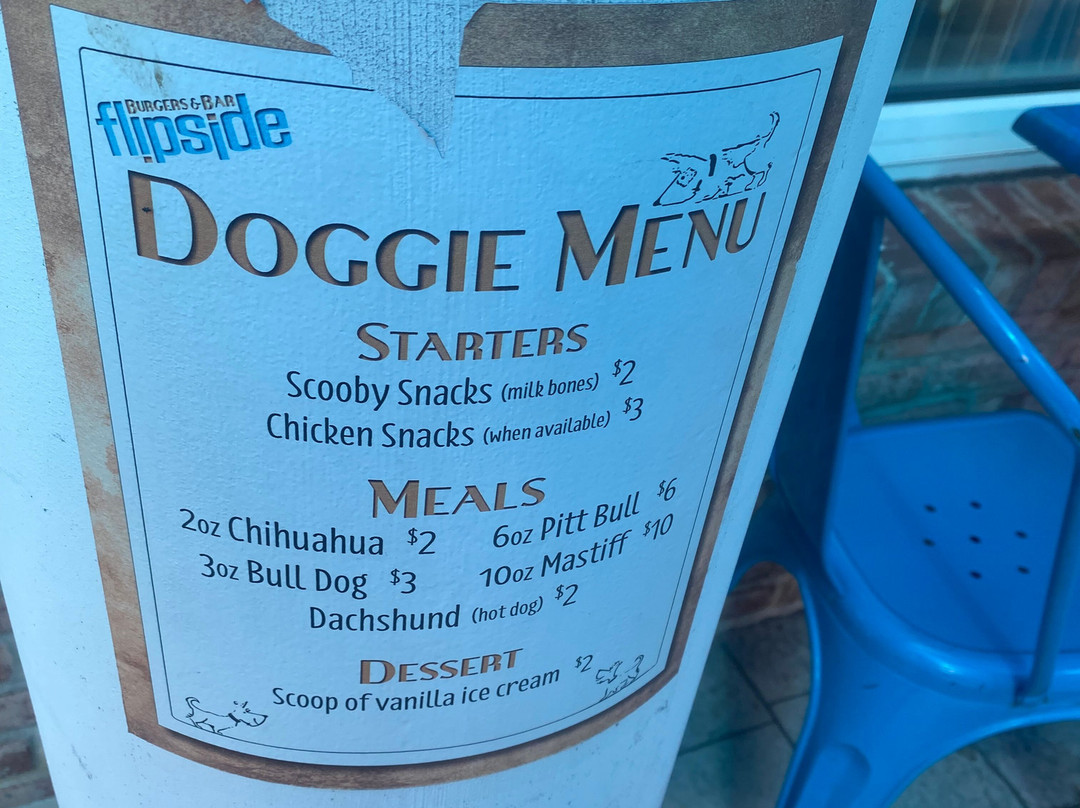 BURGERS & BAR
flipside
DOGGIE MENU
STARTERS
Scooby Snacks (milk bones) $2
Chicken Snacks (when available) $3
MEALS
2oz Chihuahua $2
6oz Pitt Bull $6
3oz Bull Dog $3
10oz Mastiff $10
Dachshund (hot dog) $2
DESSERT
Scoop of vanilla ice cream $2